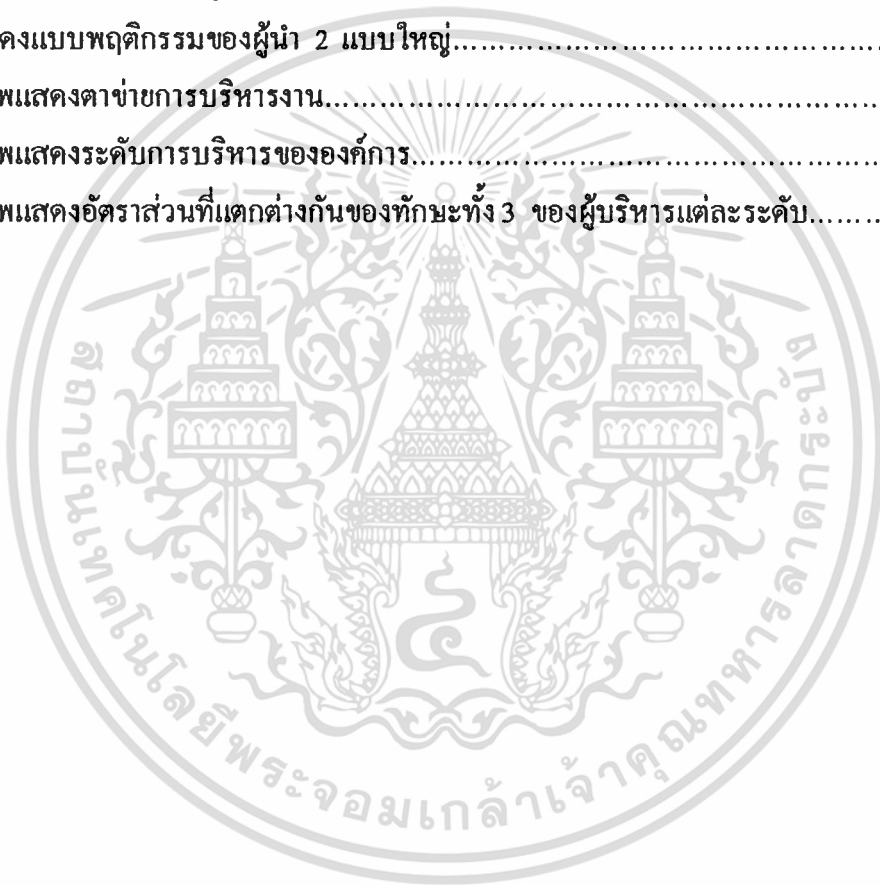 ดงแบบพฤติกรรมของผู้นำ 2 แบบใหญ่................................................
พแสดงตาข่ายการบริหารงาน................................................
พแสดงระดับการบริหารขององค์การ................................................
พแสดงอัตราส่วนที่แตกต่างกันของทักษะทั้ง 3 ของผู้บริหารแต่ละระดับ.........
สถาบันเทคโนโลยีพระจอมเกล้าเจ้าคุณทหารลาดกระบัง
๔